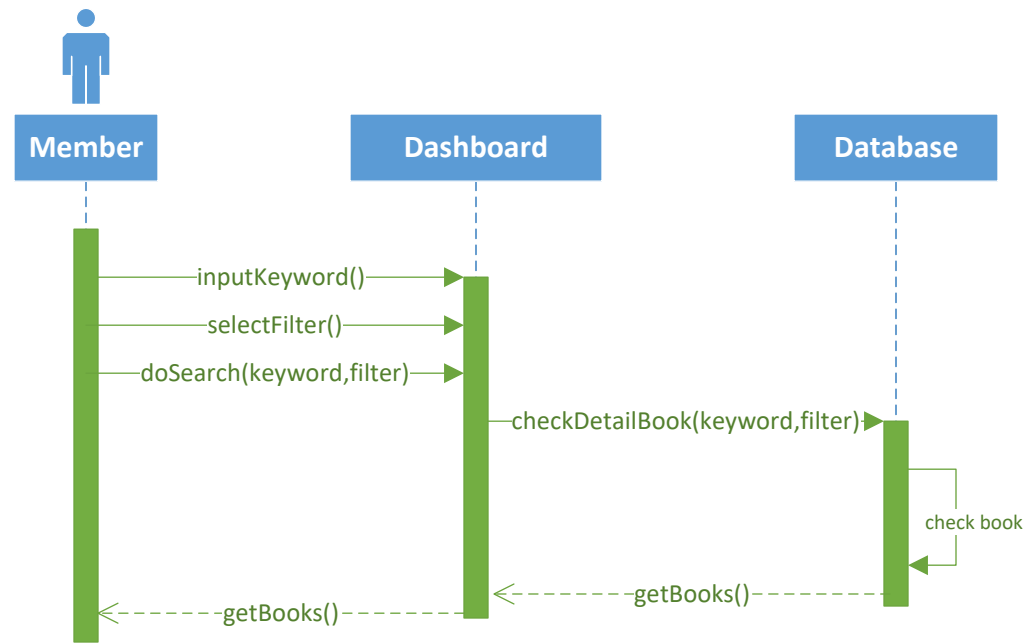 Member
Dashboard
Database
inputKeyword()
selectFilter()
doSearch(keyword,filter)
checkDetailBook(keyword,filter)
check book
getBooks()
getBooks()